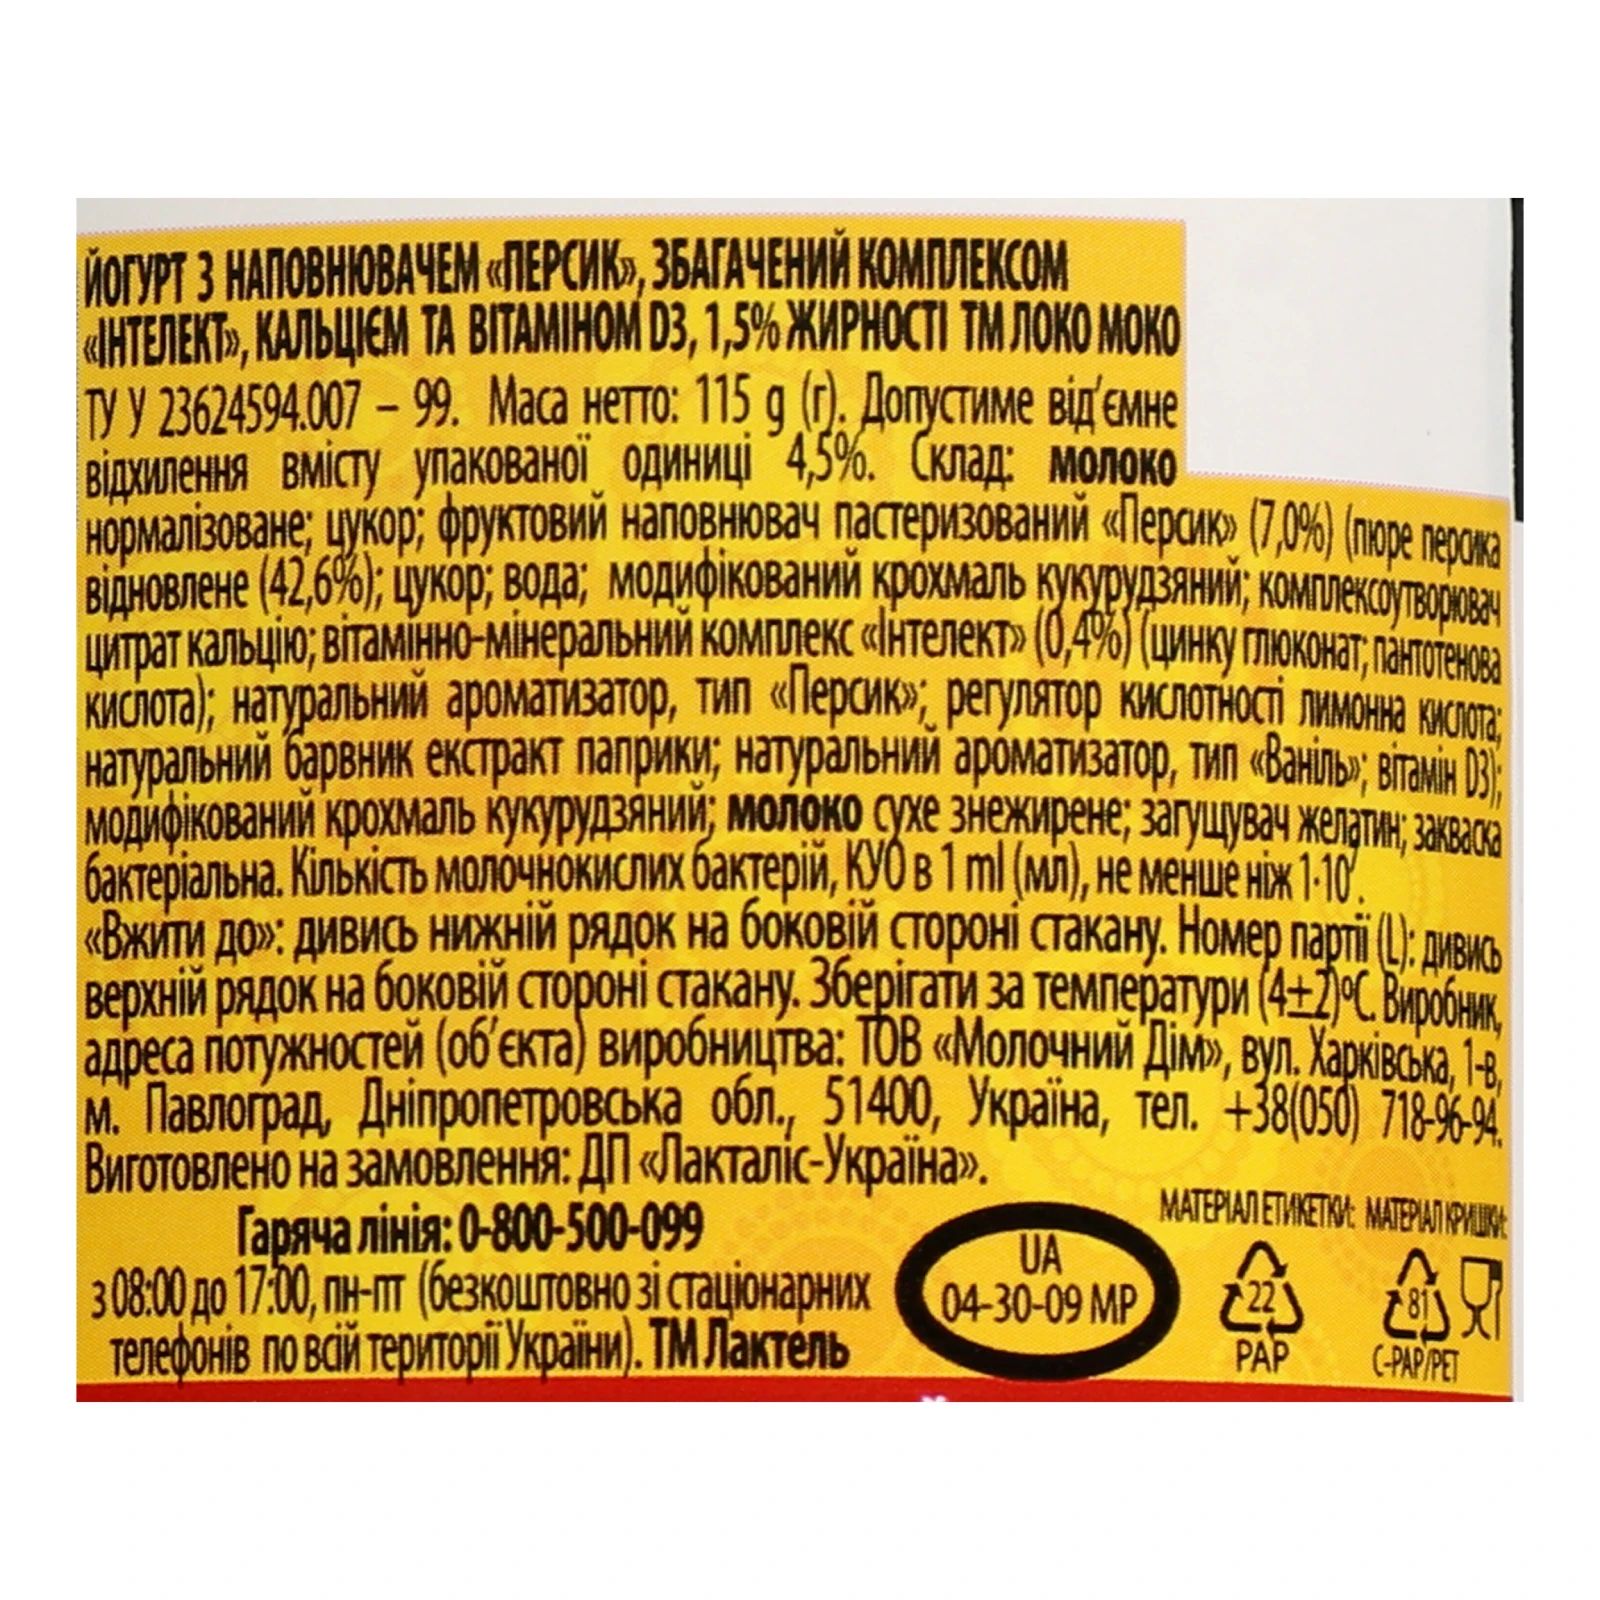 ЙОГУРТ З НАПОВНЮВАЧЕМ «ПЕРСИК», ЗБАГАЧЕНИЙ КОМПЛЕКСОМ
«ІНТЕЛЕКТ», КАЛЬЦІЄМ ТА ВІТАМІНОМ D3, 1,5% ЖИРНОСТІ ТМ ЛОКО МОКО
ТУ У 23624594.007 – 99. Маса нетто: 115 g (г). Допустиме від'ємне
відхилення вмісту упакованої одиниці 4,5%. Склад: молоко
нормалізоване; цукор; фруктовий наповнювач пастеризований «Персик» (7,0%) (пюре персика
відновлене (42,6%); цукор; вода; модифікований крохмаль кукурудзяний; комплексоутворювач
цитрат кальцію; вітамінно-мінеральний комплекс «Інтелект» (0,4%) (цинку глюконат; пантотенова
кислота); натуральний ароматизатор, тип «Персик»; регулятор кислотності лимонна кислота;
натуральний барвник екстракт паприки; натуральний ароматизатор, тип «Ваніль»; вітамін D3);
модифікований крохмаль кукурудзяний; молоко сухе знежирене; загущувач желатин; закваска
бактеріальна. Кількість молочнокислих бактерій, КУО в 1 ml (мл), не менше ніж 1·10⁷.
«Вжити до»: дивись нижній рядок на боковій стороні стакану. Номер партії (L): дивись
верхній рядок на боковій стороні стакану. Зберігати за температури (4±2)°С. Виробник,
адреса потужностей (об'єкта) виробництва: ТОВ «Молочний Дім», вул. Харківська, 1-в,
м. Павлоград, Дніпропетровська обл., 51400, Україна, тел. +38(050) 718-96-94.
Виготовлено на замовлення: ДП «Лакталіс-Україна».
Гаряча лінія: 0-800-500-099
з 08:00 до 17:00, пн-пт (безкоштовно зі стаціонарних
телефонів по всій території України). ТМ Лактель
UA
04-30-09 МР
МАТЕРІАЛ ЕТИКЕТКИ: МАТЕРІАЛ КРИШКИ:
22 81
PAP C-PAP/PET